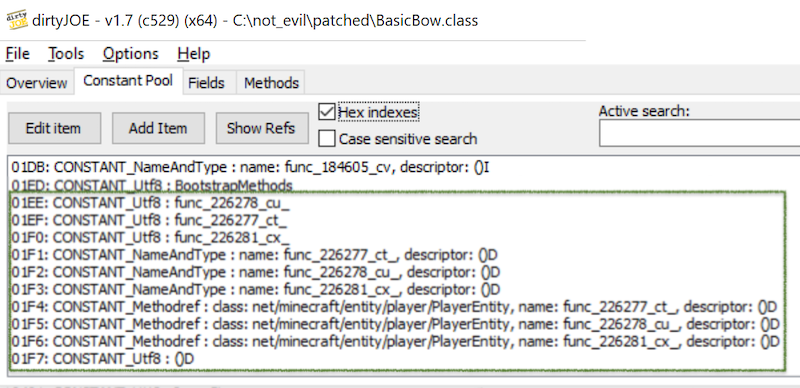 dirty JOE dirtyJOE - v1.7 (c529) (x64) - C:\not_evil\patched\BasicBow.class
File Tools Options Help
Overview Constant Pool Fields Methods
Edit item Add Item Show Refs Hex indexes Active search:
Case sensitive search
01DB: CONSTANT_NameAndType : name: func_184605_cv, descriptor: ()I
01ED: CONSTANT_Utf8 : BootstrapMethods
01EE: CONSTANT_Utf8 : func_226278_cu_
01EF: CONSTANT_Utf8 : func_226277_ct_
01F0: CONSTANT_Utf8 : func_226281_cx_
01F1: CONSTANT_NameAndType : name: func_226277_ct_, descriptor: ()D
01F2: CONSTANT_NameAndType : name: func_226278_cu_, descriptor: ()D
01F3: CONSTANT_NameAndType : name: func_226281_cx_, descriptor: ()D
01F4: CONSTANT_Methodref : class: net/minecraft/entity/player/PlayerEntity, name: func_226277_ct_, descriptor: ()D
01F5: CONSTANT_Methodref : class: net/minecraft/entity/player/PlayerEntity, name: func_226278_cu_, descriptor: ()D
01F6: CONSTANT_Methodref : class: net/minecraft/entity/player/PlayerEntity, name: func_226281_cx_, descriptor: ()D
01F7: CONSTANT_Utf8 : ()D